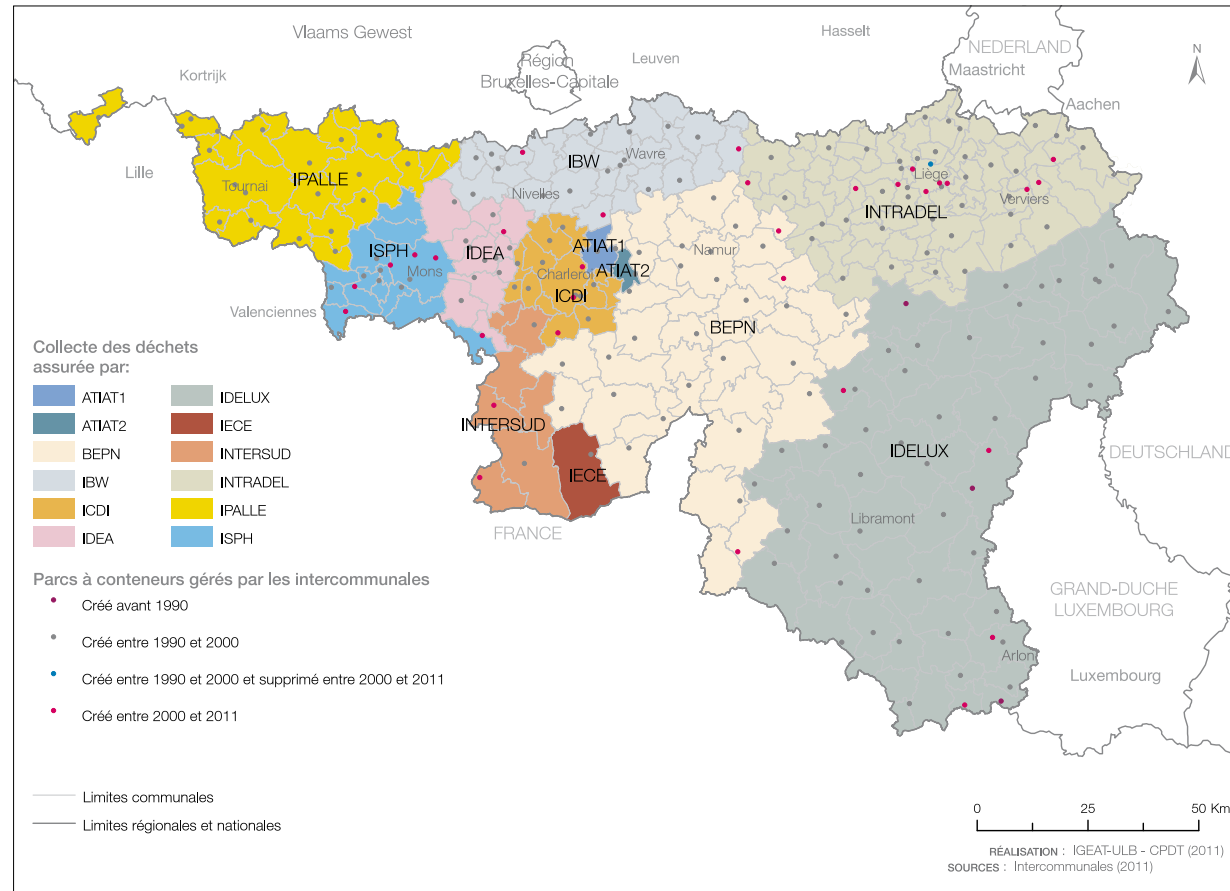 Vlaams Gewest
Hasselt
NEDERLAND
Maastricht
N
Kortrijk
Région
Bruxelles-Capitale
Leuven
Aachen
Lille
IPALLE
Tournai
IBW
Wavre
Nivelles
Liège
INTRADEL
Verviers
ISPH
Mons
IDEA
ATIAT1
ATIAT2
Charleroi
ICDI
Namur
BEPN
Valenciennes
INTERSUD
IECE
FRANCE
IDELUX
Libramont
DEUTSCHLAND
GRAND-DUCHE
LUXEMBOURG
Arlon
Luxembourg
Collecte des déchets
assurée par:
ATIAT1
ATIAT2
BEPN
IBW
ICDI
IDEA
IDELUX
IECE
INTERSUD
INTRADEL
IPALLE
ISPH
Parcs à conteneurs gérés par les intercommunales
Créé avant 1990
Créé entre 1990 et 2000
Créé entre 1990 et 2000 et supprimé entre 2000 et 2011
Créé entre 2000 et 2011
Limites communales
Limites régionales et nationales
0 25 50 Km
RÉALISATION : IGEAT-ULB - CPDT (2011)
SOURCES : Intercommunales (2011)